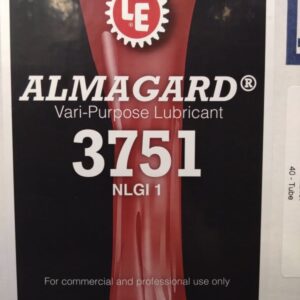 LE
ALMAGARD®
Vari-Purpose Lubricant
3751
NLGI 1
For commercial and professional use only
40 - Tube